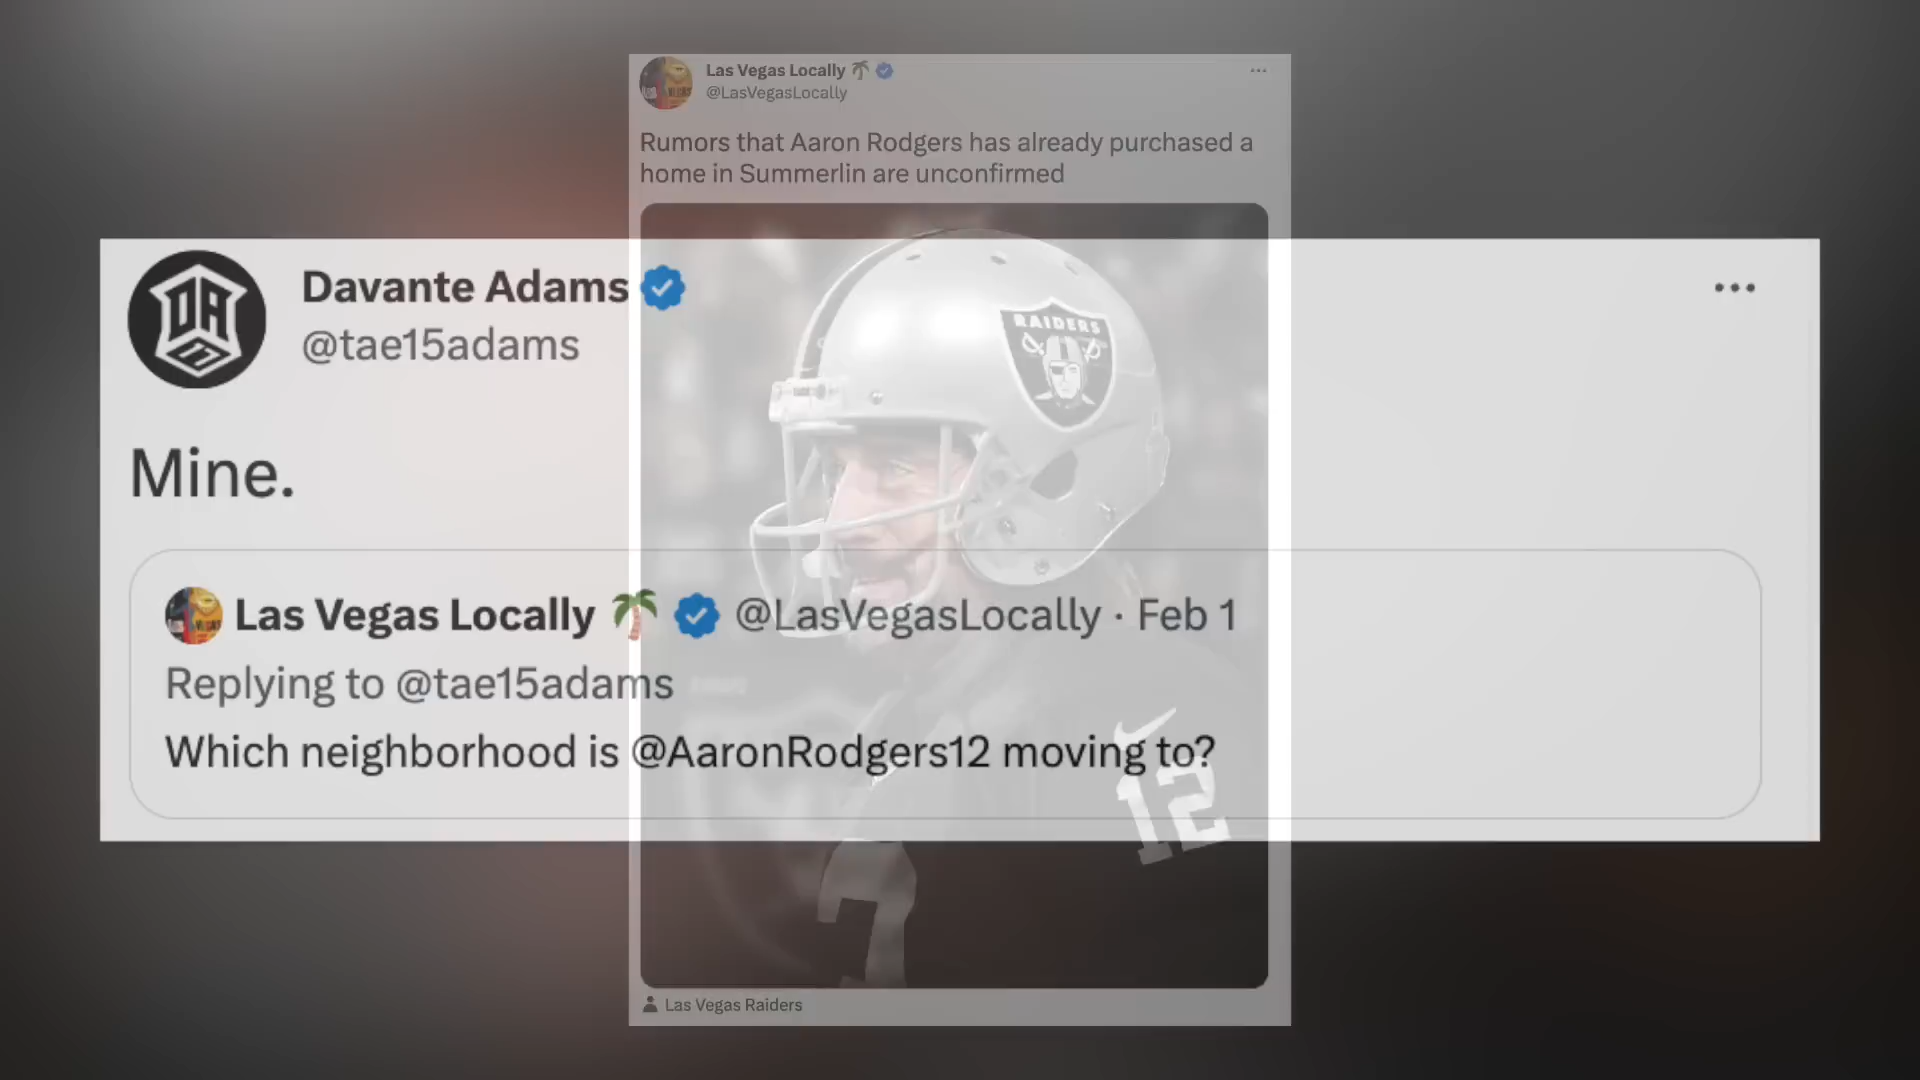 Las Vegas Locally 🌴
@LasVegasLocally
Rumors that Aaron Rodgers has already purchased a
home in Summerlin are unconfirmed
Davante Adams
@tae15adams
Mine.
Las Vegas Locally 🌴 @LasVegasLocally · Feb 1
Replying to @tae15adams
Which neighborhood is @AaronRodgers12 moving to?
RAIDERS
12
Las Vegas Raiders